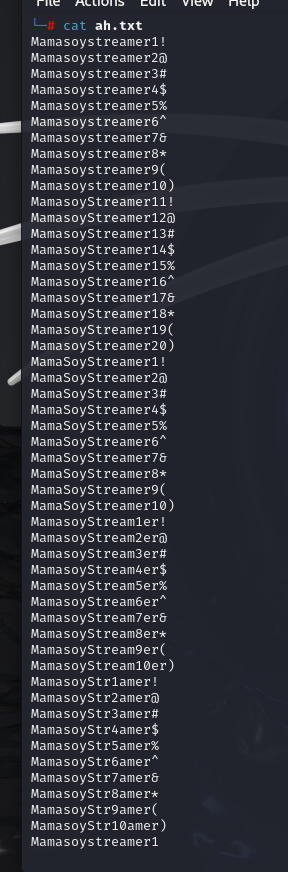 File Actions Edit View Help
└─# cat ah.txt
Mamasoystreamer1!
Mamasoystreamer2@
Mamasoystreamer3#
Mamasoystreamer4$
Mamasoystreamer5%
Mamasoystreamer6^
Mamasoystreamer7&
Mamasoystreamer8*
Mamasoystreamer9(
Mamasoystreamer10)
MamasoyStreamer11!
MamasoyStreamer12@
MamasoyStreamer13#
MamasoyStreamer14$
MamasoyStreamer15%
MamasoyStreamer16^
MamasoyStreamer17&
MamasoyStreamer18*
MamasoyStreamer19(
MamasoyStreamer20)
MamaSoyStreamer1!
MamaSoyStreamer2@
MamaSoyStreamer3#
MamaSoyStreamer4$
MamaSoyStreamer5%
MamaSoyStreamer6^
MamaSoyStreamer7&
MamaSoyStreamer8*
MamaSoyStreamer9(
MamaSoyStreamer10)
MamasoyStream1er!
MamasoyStream2er@
MamasoyStream3er#
MamasoyStream4er$
MamasoyStream5er%
MamasoyStream6er^
MamasoyStream7er&
MamasoyStream8er*
MamasoyStream9er(
MamasoyStream10er)
MamasoyStr1amer!
MamasoyStr2amer@
MamasoyStr3amer#
MamasoyStr4amer$
MamasoyStr5amer%
MamasoyStr6amer^
MamasoyStr7amer&
MamasoyStr8amer*
MamasoyStr9amer(
MamasoyStr10amer)
Mamasoystreamer1